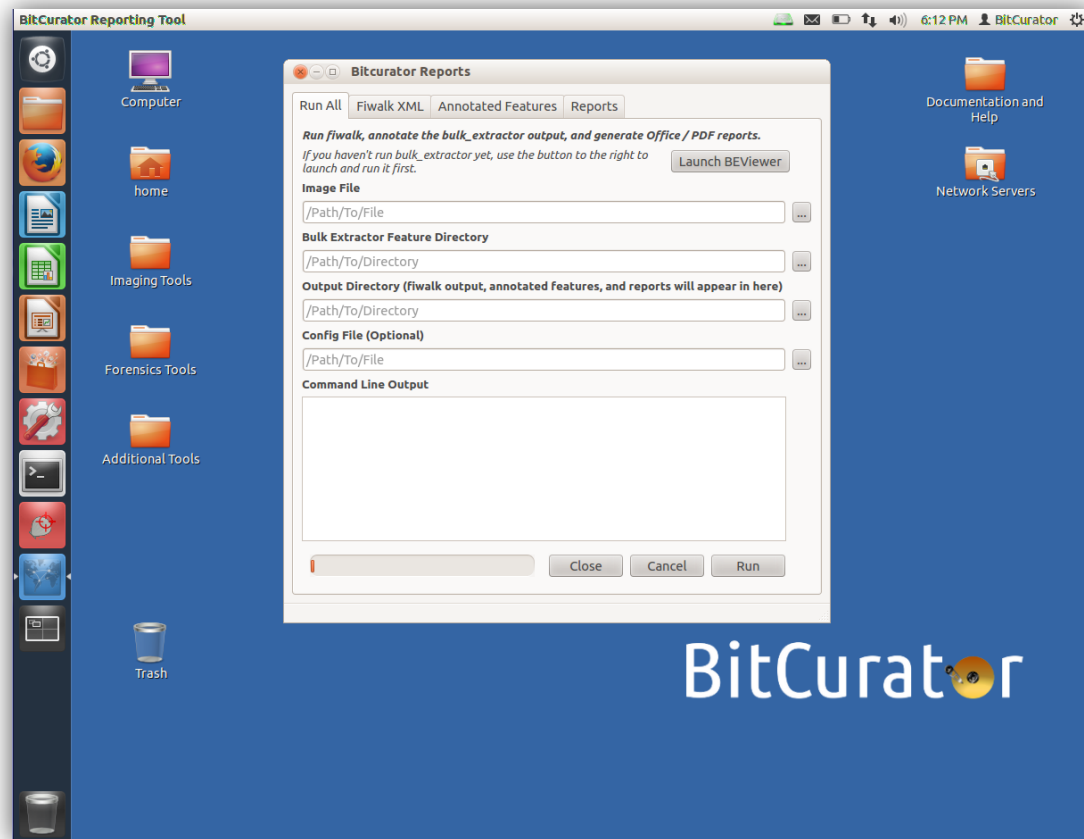 BitCurator Reporting Tool
6:12 PM BitCurator
Computer
home
Imaging Tools
Forensics Tools
Additional Tools
Trash
Bitcurator Reports
Run All Fiwalk XML Annotated Features Reports
Run fiwalk, annotate the bulk_extractor output, and generate Office / PDF reports.
If you haven't run bulk_extractor yet, use the button to the right to
launch and run it first.
Launch BEViewer
Image File
/Path/To/File
...
Bulk Extractor Feature Directory
/Path/To/Directory
...
Output Directory (fiwalk output, annotated features, and reports will appear in here)
/Path/To/Directory
...
Config File (Optional)
/Path/To/File
...
Command Line Output
Close Cancel Run
Documentation and
Help
Network Servers
BitCurator